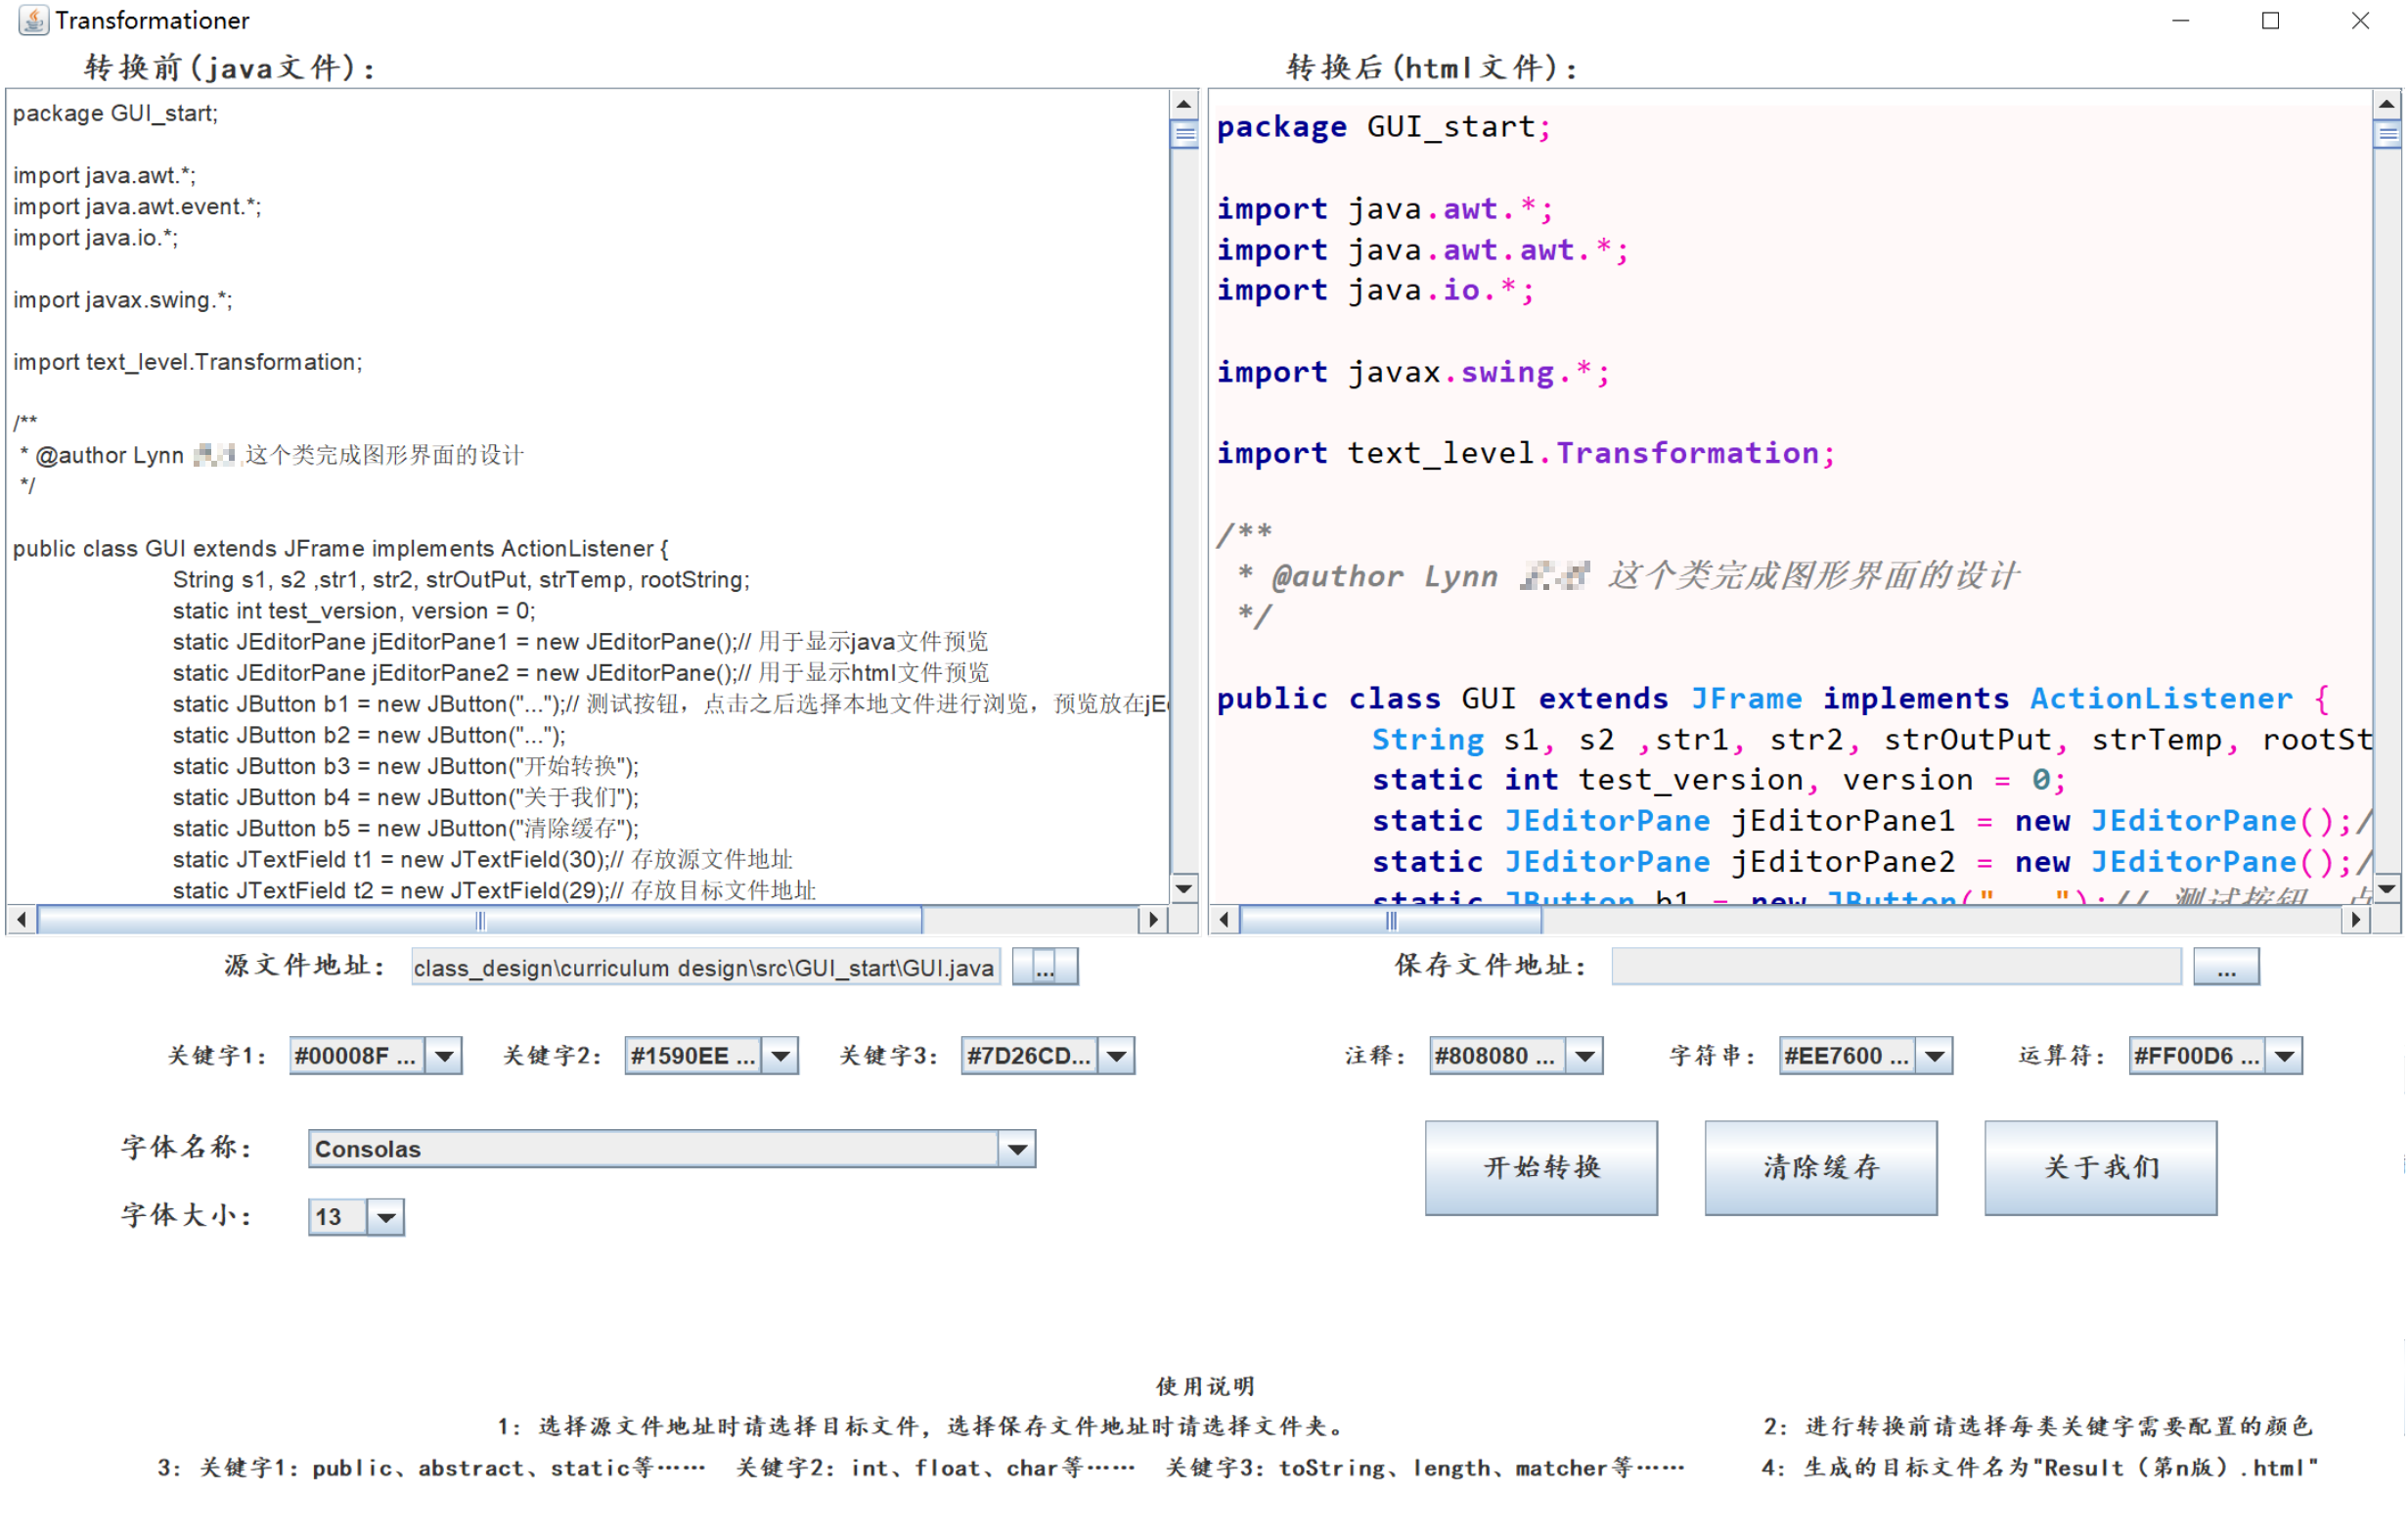 Transformationer
转换前(java文件):
package GUI_start;
import java.awt.*;
import java.awt.event.*;
import java.io.*;
import javax.swing.*;
import text_level.Transformation;
/**
* @author Lynn 这个类完成图形界面的设计
*/
public class GUI extends JFrame implements ActionListener {
String s1, s2 ,str1, str2, strOutPut, strTemp, rootString;
static int test_version, version = 0;
static JEditorPane jEditorPane1 = new JEditorPane();// 用于显示java文件预览
static JEditorPane jEditorPane2 = new JEditorPane();// 用于显示html文件预览
static JButton b1 = new JButton("...");// 测试按钮，点击之后选择本地文件进行浏览，预览放在jE
static JButton b2 = new JButton("...");
static JButton b3 = new JButton("开始转换");
static JButton b4 = new JButton("关于我们");
static JButton b5 = new JButton("清除缓存");
static JTextField t1 = new JTextField(30);// 存放源文件地址
static JTextField t2 = new JTextField(29);// 存放目标文件地址
转换后(html文件):
package GUI_start;
import java.awt.*;
import java.awt.awt.*;
import java.io.*;
import javax.swing.*;
import text_level.Transformation;
/**
* @author Lynn 这个类完成图形界面的设计
*/
public class GUI extends JFrame implements ActionListener {
String s1, s2 ,str1, str2, strOutPut, strTemp, rootSt
static int test_version, version = 0;
static JEditorPane jEditorPane1 = new JEditorPane();/
static JEditorPane jEditorPane2 = new JEditorPane();/
static JButton b1 = new JButton("...");// 测试按钮，点
源文件地址: class_design\curriculum design\src\GUI_start\GUI.java ...
保存文件地址: ...
关键字1: #00008F ... 关键字2: #1590EE ... 关键字3: #7D26CD...
注释: #808080 ... 字符串: #EE7600 ... 运算符: #FF00D6 ...
字体名称: Consolas
字体大小: 13
开始转换 清除缓存 关于我们
使用说明
1: 选择源文件地址时请选择目标文件，选择保存文件地址时请选择文件夹。 2: 进行转换前请选择每类关键字需要配置的颜色
3: 关键字1: public、abstract、static等…… 关键字2: int、float、char等…… 关键字3: toString、length、matcher等…… 4: 生成的目标文件名为"Result（第n版）.html"